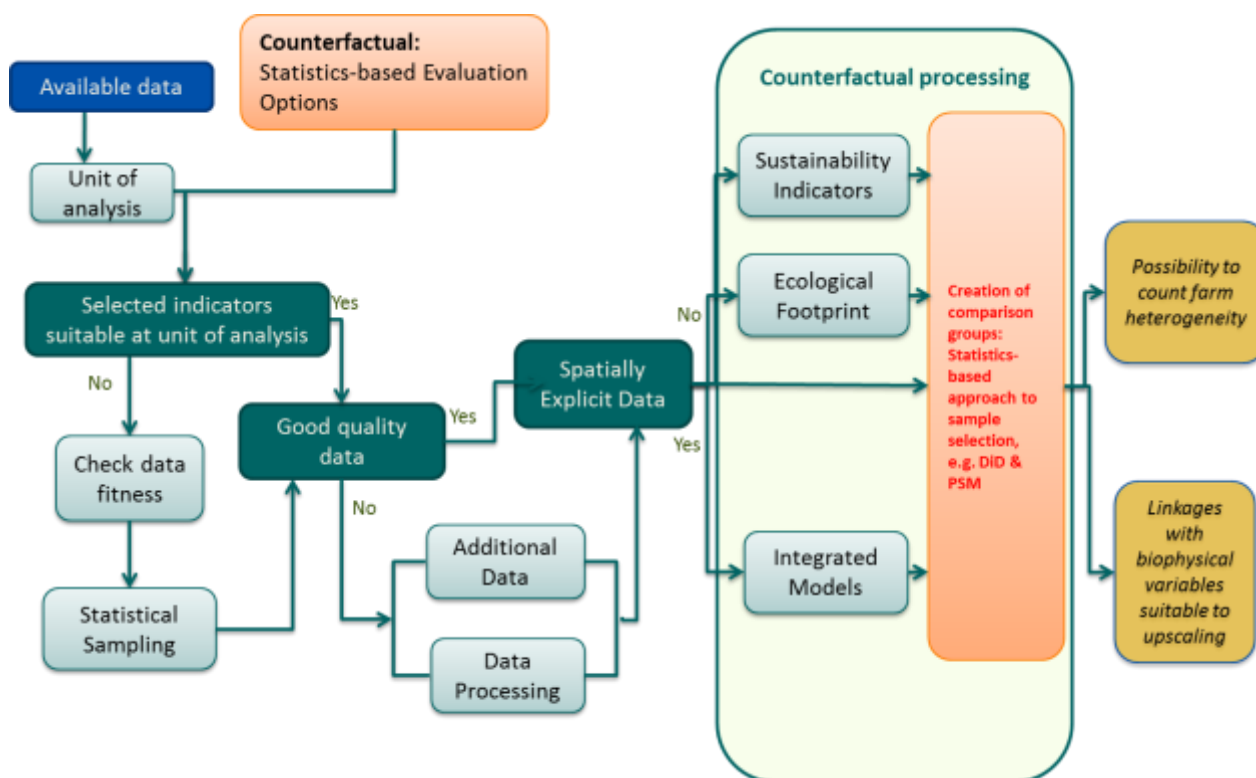 Available data
Counterfactual:
Statistics-based Evaluation
Options
Unit of
analysis
Selected indicators
suitable at unit of analysis
Yes
No
Check data
fitness
Statistical
Sampling
Good quality
data
Yes
No
Additional
Data
Data
Processing
Spatially
Explicit Data
No
Yes
Counterfactual processing
Sustainability
Indicators
Ecological
Footprint
Integrated
Models
Creation of
comparison
groups:
Statistics-
based
approach to
sample
selection,
e.g. DiD &
PSM
Possibility to
count farm
heterogeneity
Linkages
with
biophysical
variables
suitable to
upscaling